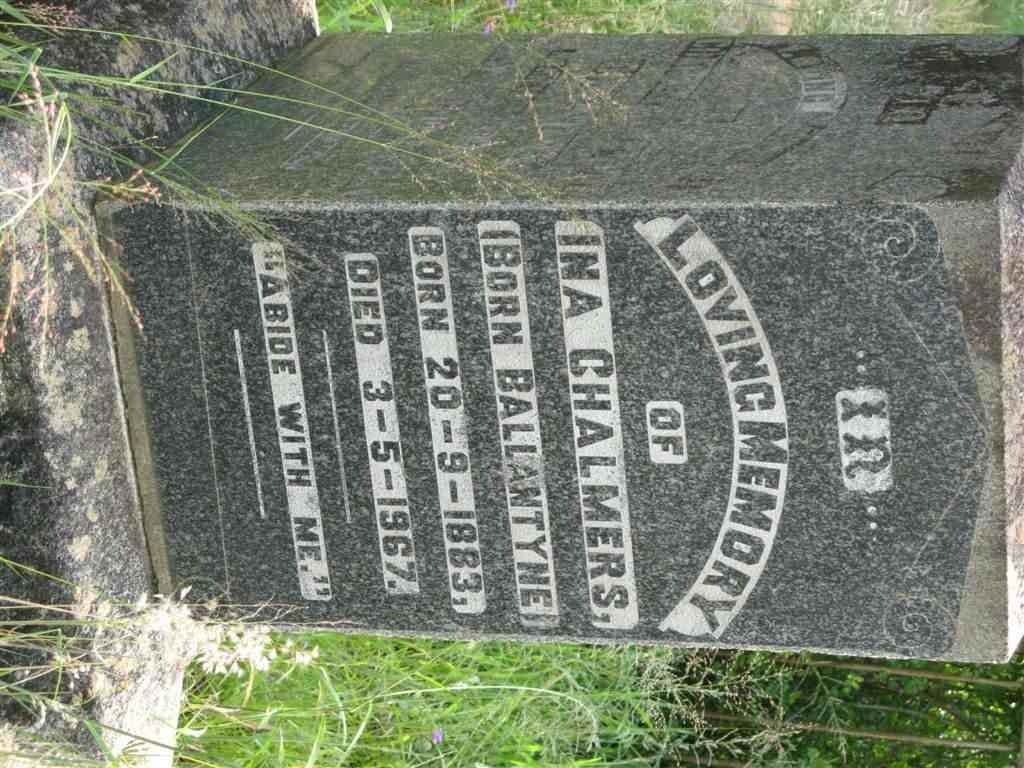 IN
LOVING MEMORY
OF
INA CHALMERS,
(BORN BALLANTYNE)
BORN 20-9-1883,
DIED 3-5-1967.
"ABIDE WITH ME."